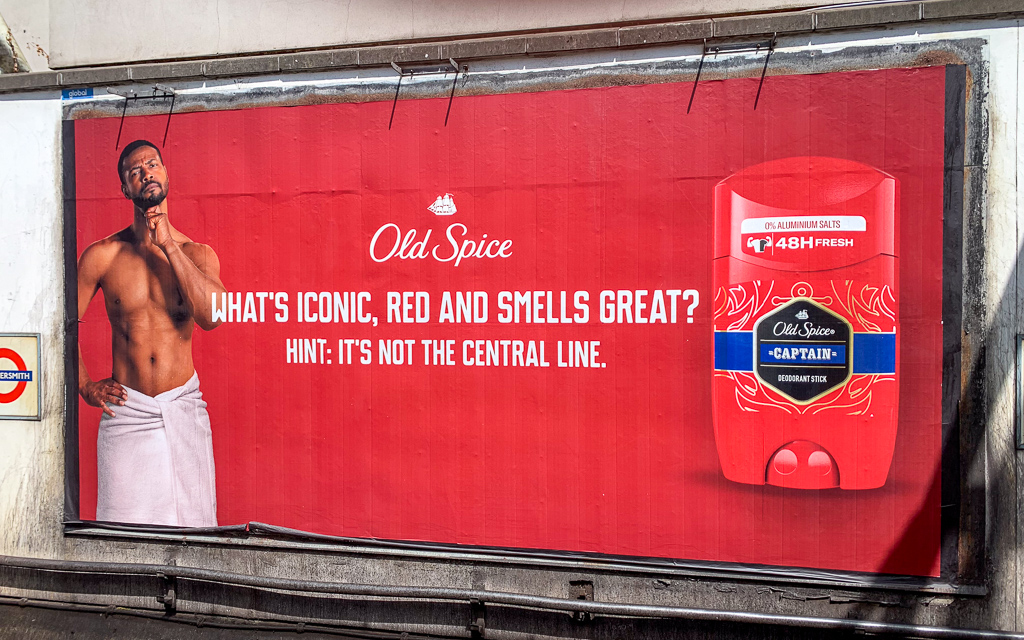 global
Old Spice
WHAT'S ICONIC, RED AND SMELLS GREAT?
HINT: IT'S NOT THE CENTRAL LINE.
0% ALUMINIUM SALTS
48H FRESH
Old Spice®
CAPTAIN
DEODORANT STICK
ERSMITH